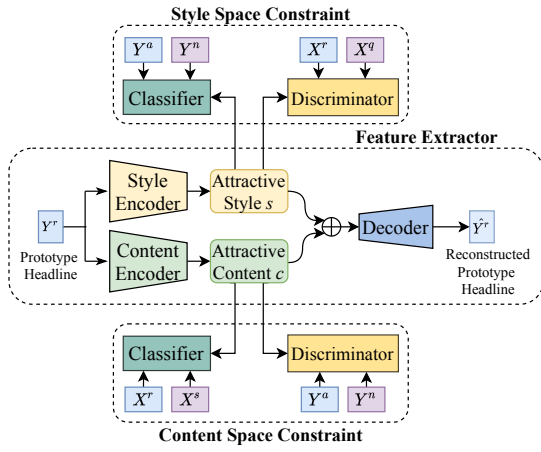 Style Space Constraint
Y^a Y^n X^r X^q
Classifier Discriminator
Feature Extractor
Style
Encoder
Attractive
Style s
Y^r
Prototype
Headline
Decoder
Ŷ^r
Reconstructed
Prototype
Headline
Content
Encoder
Attractive
Content c
Classifier Discriminator
X^r X^s Y^a Y^n
Content Space Constraint